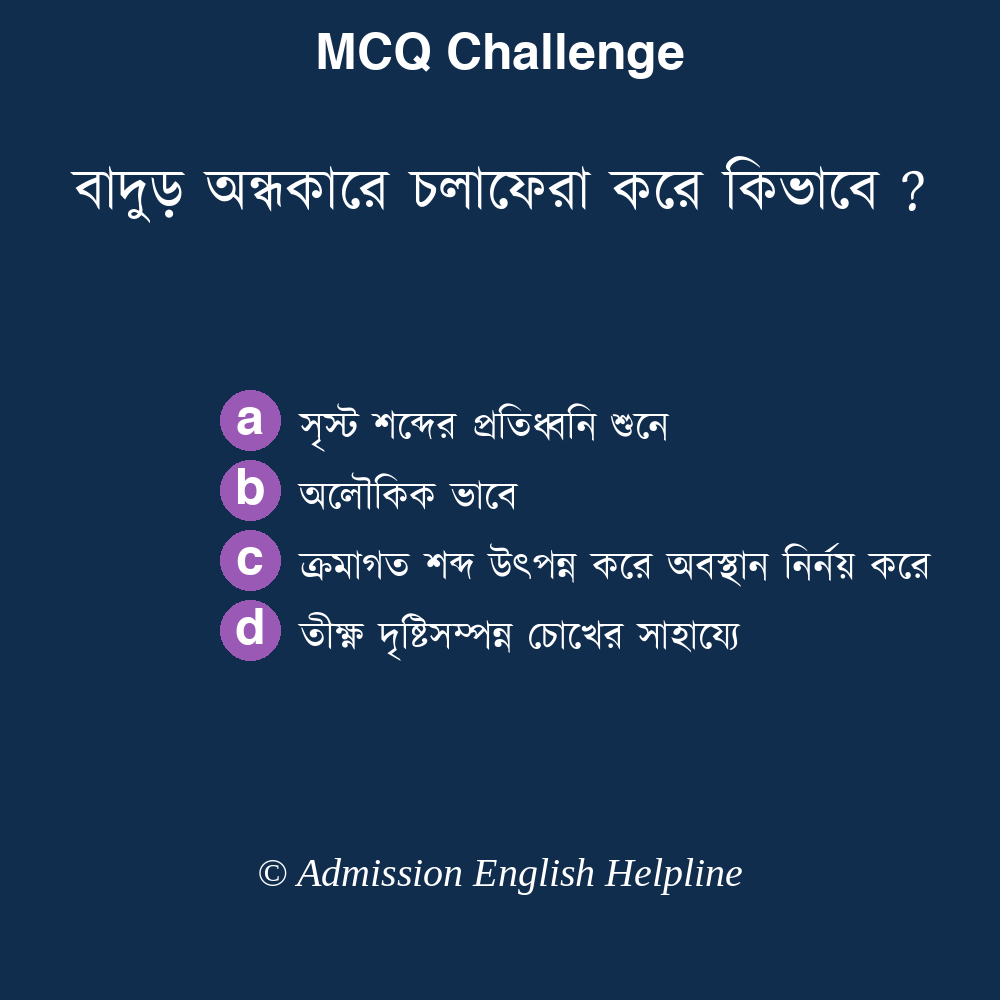 MCQ Challenge
বাদুড় অন্ধকারে চলাফেরা করে কিভাবে ?
a সৃস্ট শব্দের প্রতিধ্বনি শুনে
b অলৌকিক ভাবে
c ক্রমাগত শব্দ উৎপন্ন করে অবস্থান নির্নয় করে
d তীক্ষ্ণ দৃষ্টিসম্পন্ন চোখের সাহায্যে
© Admission English Helpline